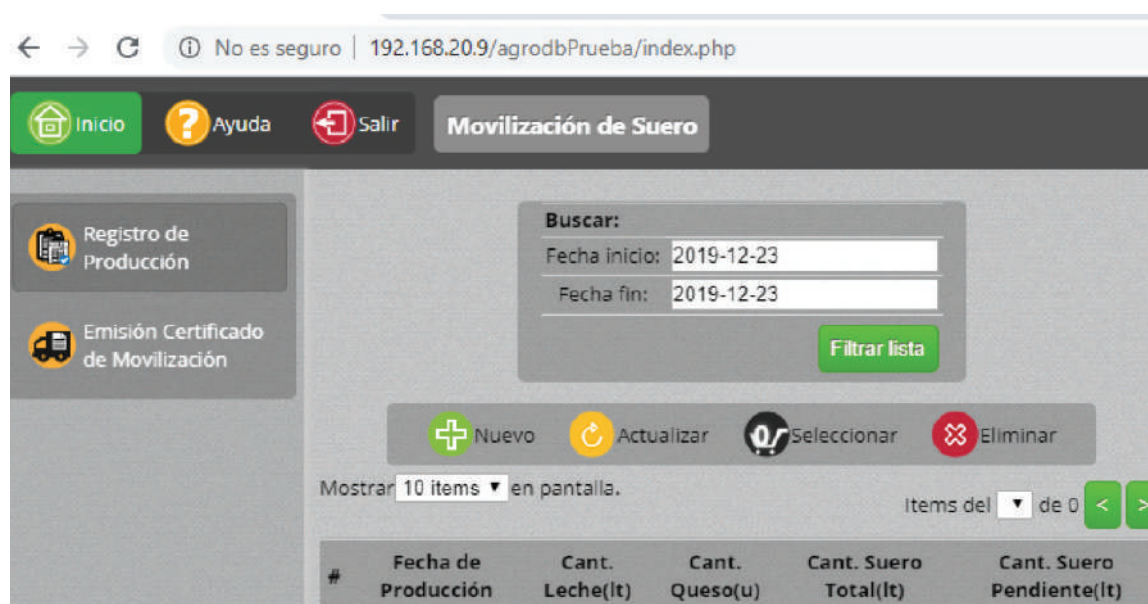 No es seguro | 192.168.20.9/agrodbPrueba/index.php
Inicio Ayuda Salir Movilización de Suero
Registro de
Producción
Emisión Certificado
de Movilización
Buscar:
Fecha inicio: 2019-12-23
Fecha fin: 2019-12-23
Filtrar lista
Nuevo Actualizar 0 Seleccionar Eliminar
Mostrar 10 items en pantalla.
Items del de 0 < >
# Fecha de Producción Cant. Leche(lt) Cant. Queso(u) Cant. Suero Total(lt) Cant. Suero Pendiente(lt)